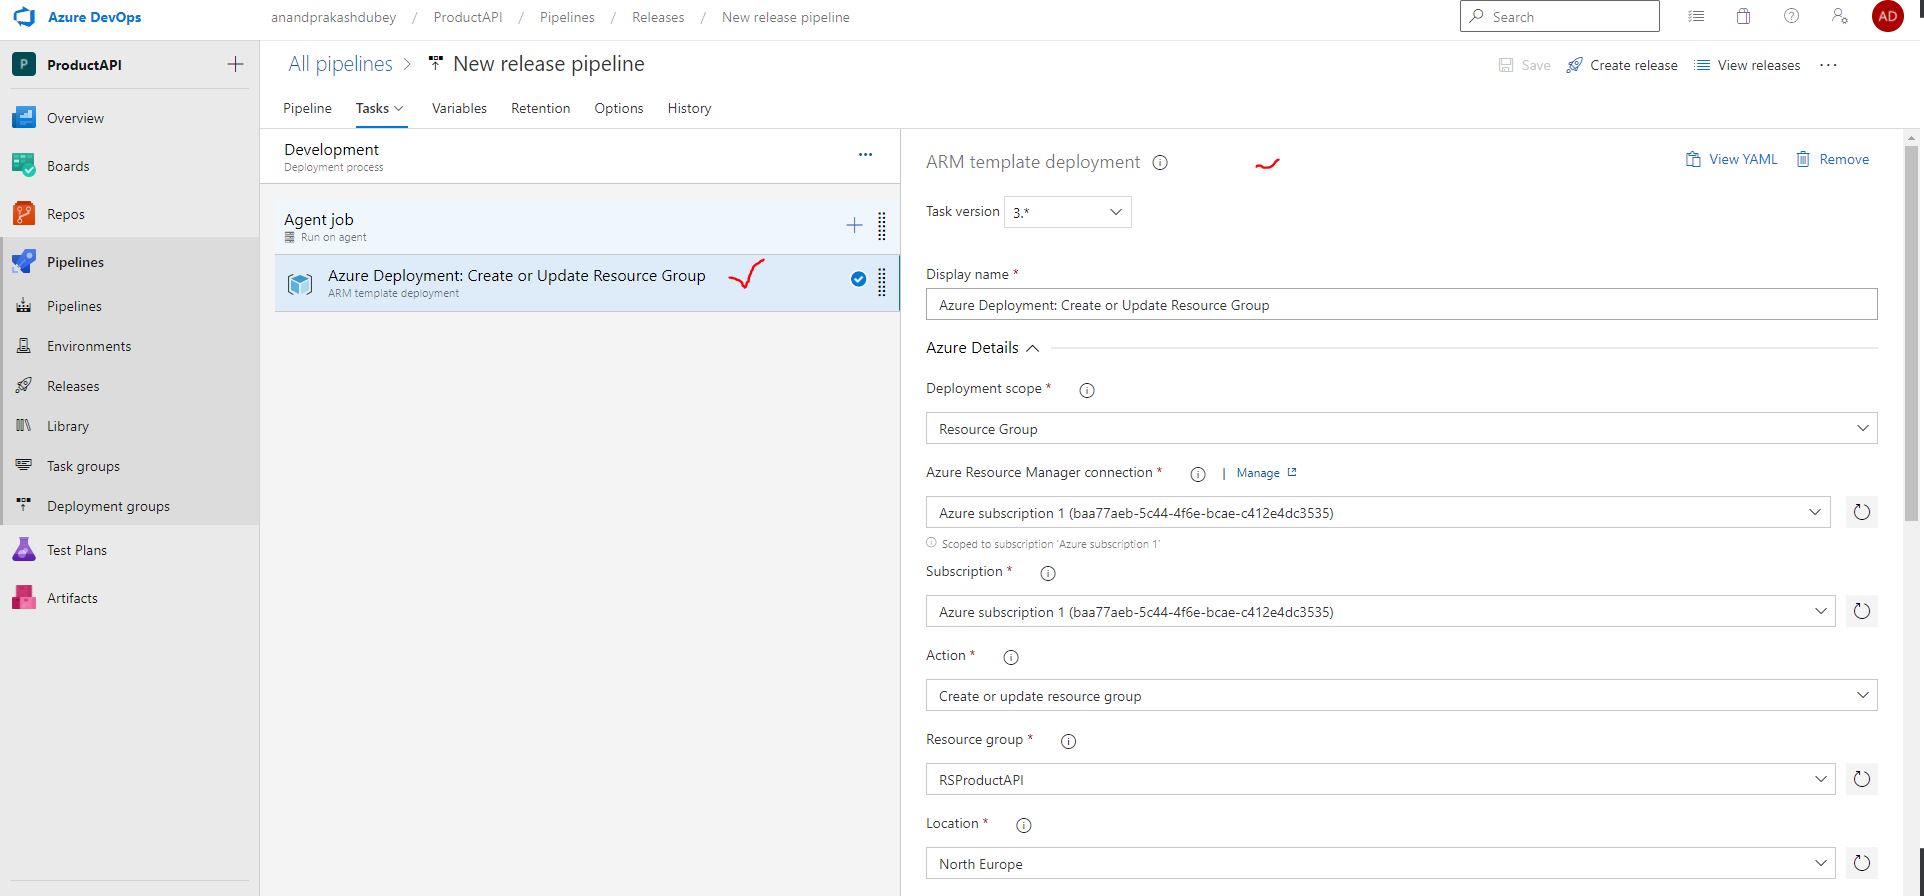 Azure DevOps
anandprakashdubey / ProductAPI / Pipelines / Releases / New release pipeline
Search
AD
P ProductAPI
Overview
Boards
Repos
Pipelines
Pipelines
Environments
Releases
Library
Task groups
Deployment groups
Test Plans
Artifacts
All pipelines > New release pipeline
Save Create release View releases ...
Pipeline Tasks Variables Retention Options History
Development
Deployment process
...
Agent job
Run on agent
Azure Deployment: Create or Update Resource Group
ARM template deployment
ARM template deployment
View YAML Remove
Task version 3.*
Display name *
Azure Deployment: Create or Update Resource Group
Azure Details
Deployment scope *
Resource Group
Azure Resource Manager connection * | Manage
Azure subscription 1 (baa77aeb-5c44-4f6e-bcae-c412e4dc3535)
Scoped to subscription 'Azure subscription 1'
Subscription *
Azure subscription 1 (baa77aeb-5c44-4f6e-bcae-c412e4dc3535)
Action *
Create or update resource group
Resource group *
RSProductAPI
Location *
North Europe